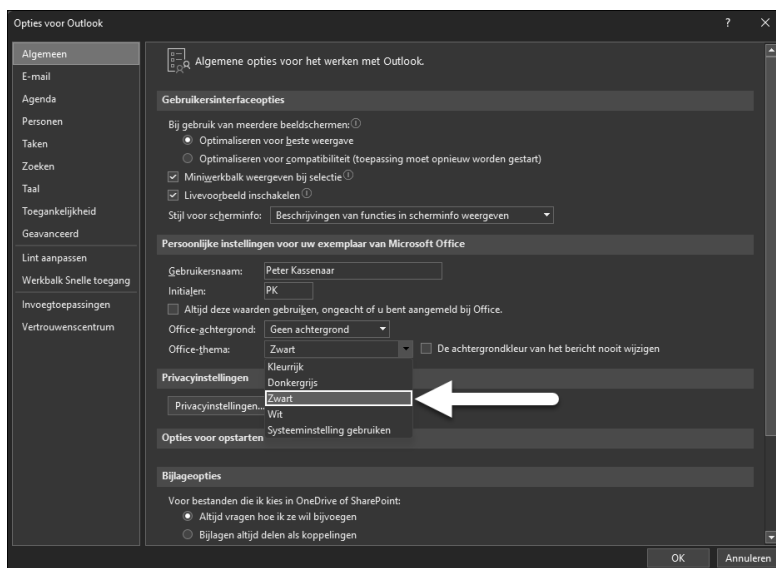 Opties voor Outlook
Algemeen
E-mail
Agenda
Personen
Taken
Zoeken
Taal
Toegankelijkheid
Geavanceerd
Lint aanpassen
Werkbalk Snelle toegang
Invoegtoepassingen
Vertrouwenscentrum
Algemene opties voor het werken met Outlook.
Gebruikersinterfaceopties
Bij gebruik van meerdere beeldschermen:
Optimaliseren voor beste weergave
Optimaliseren voor compatibiliteit (toepassing moet opnieuw worden gestart)
Miniwerkbalk weergeven bij selectie
Livevoorbeeld inschakelen
Stijl voor scherminfo: Beschrijvingen van functies in scherminfo weergeven
Persoonlijke instellingen voor uw exemplaar van Microsoft Office
Gebruikersnaam: Peter Kassenaar
Initialen: PK
Altijd deze waarden gebruiken, ongeacht of u bent aangemeld bij Office.
Office-achtergrond: Geen achtergrond
Office-thema: Zwart De achtergrondkleur van het bericht nooit wijzigen
Kleurrijk
Donkergrijs
Zwart
Wit
Systeeminstelling gebruiken
Privacyinstellingen
Privacyinstellingen...
Opties voor opstarten
Bijlageopties
Voor bestanden die ik kies in OneDrive of SharePoint:
Altijd vragen hoe ik ze wil bijvoegen
Bijlagen altijd delen als koppelingen
OK Annuleren